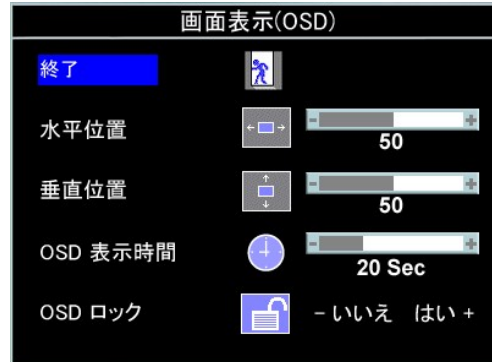 画面表示(OSD)
終了
水平位置
- +
50
垂直位置
- +
50
OSD 表示時間
- +
20 Sec
OSD ロック - いいえ はい +